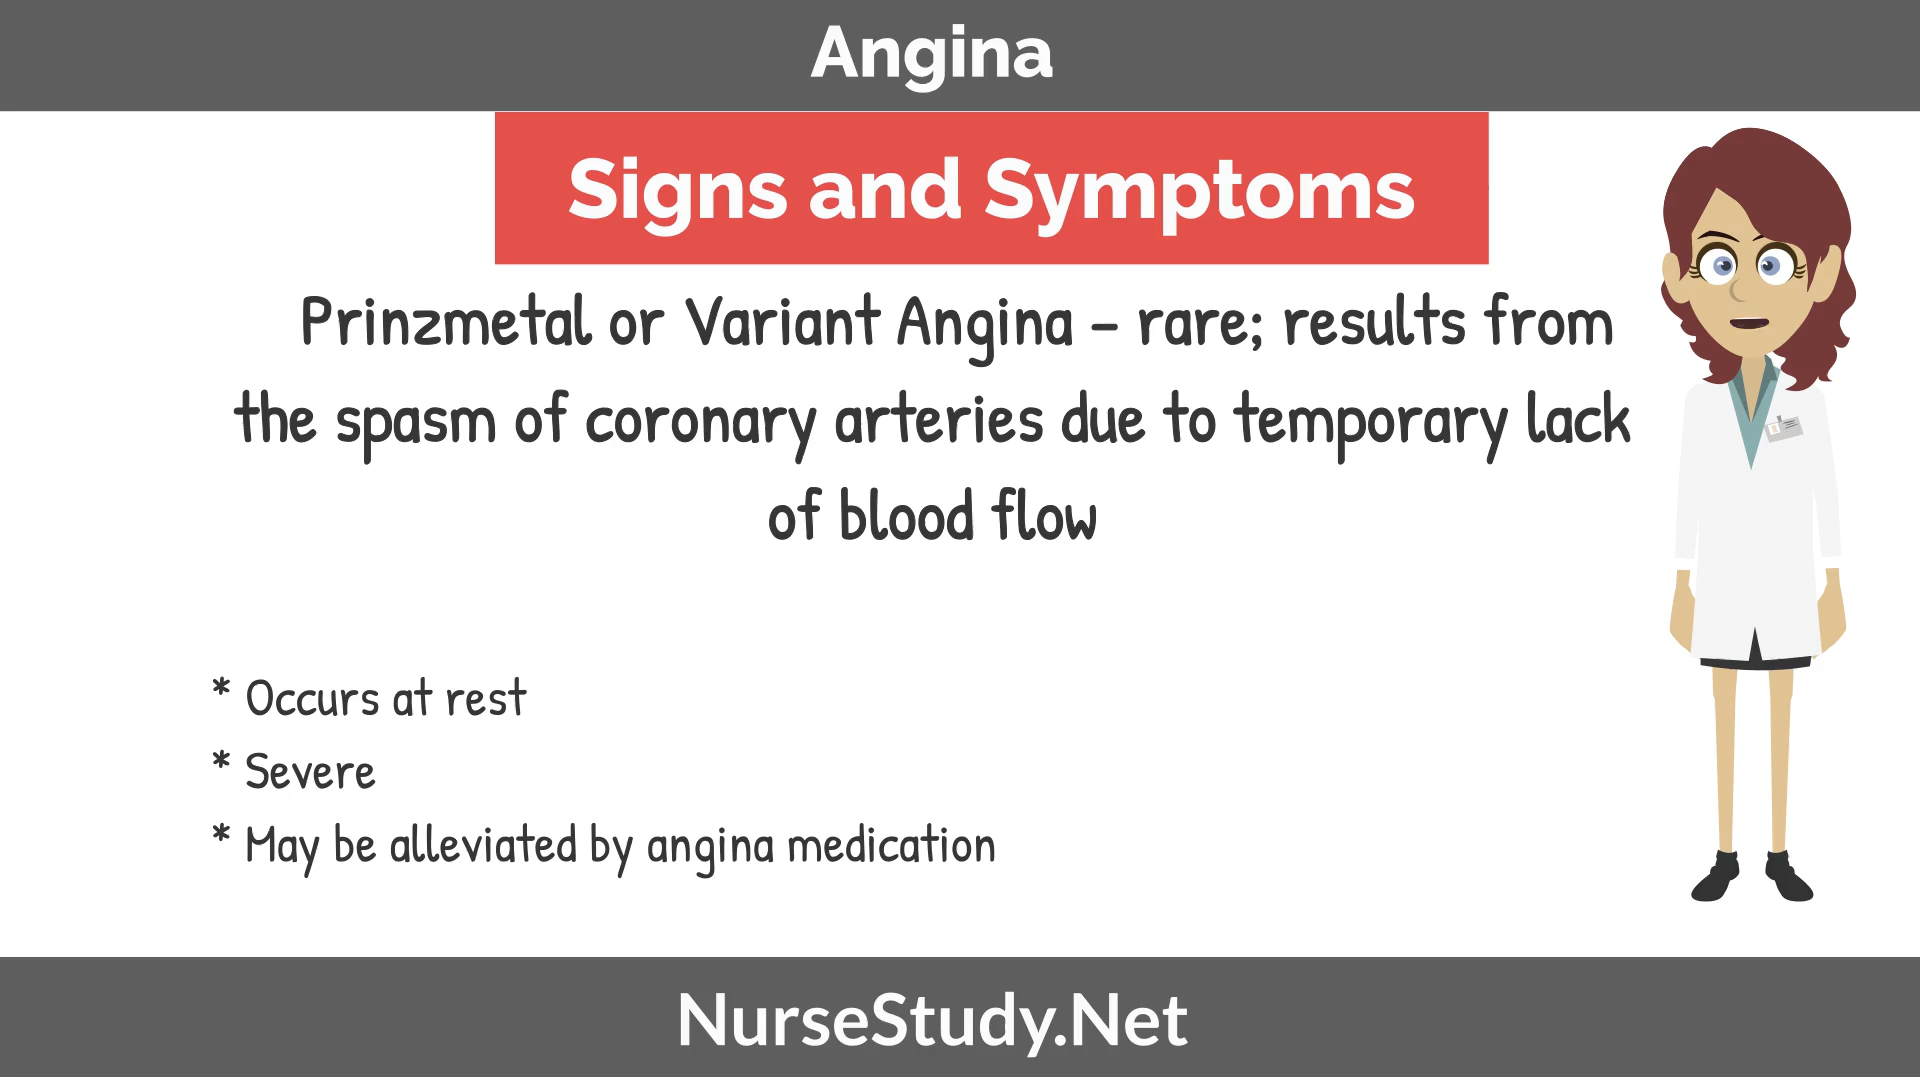 Angina
Signs and Symptoms
Prinzmetal or Variant Angina – rare; results from
the spasm of coronary arteries due to temporary lack
of blood flow
* Occurs at rest
* Severe
* May be alleviated by angina medication
NurseStudy.Net